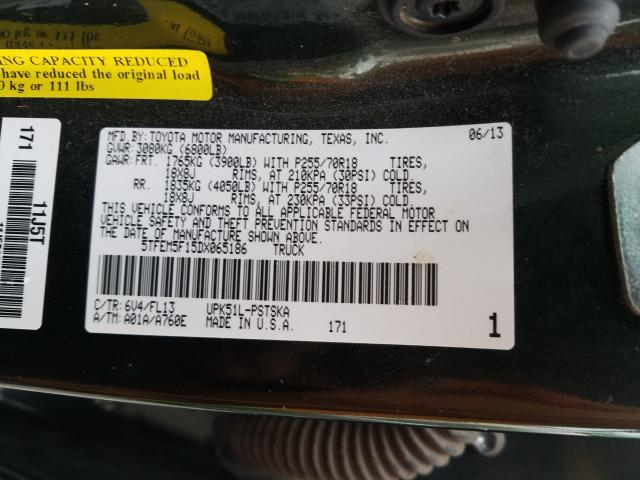 ING CAPACITY REDUCED
have reduced the original load
0 kg or 111 lbs
171
11J5T
MFD.BY:TOYOTA MOTOR MANUFACTURING, TEXAS, INC. 06/13
GVWR:3080KG (6800LB)
GAWR:FRT. 1765KG (3900LB) WITH P255/70R18 TIRES,
18X8J RIMS, AT 210KPA (30PSI) COLD.
RR. 1835KG (4050LB) WITH P255/70R18 TIRES,
18X8J RIMS, AT 230KPA (33PSI) COLD.
THIS VEHICLE CONFORMS TO ALL APPLICABLE FEDERAL MOTOR
VEHICLE SAFETY AND THEFT PREVENTION STANDARDS IN EFFECT ON
THE DATE OF MANUFACTURE SHOWN ABOVE.
5TFEM5F15DX065186 TRUCK
C/TR: 6V4/FL13 UPK51L-PSTSKA
A/TM: A01A/A760E MADE IN U.S.A. 171 1